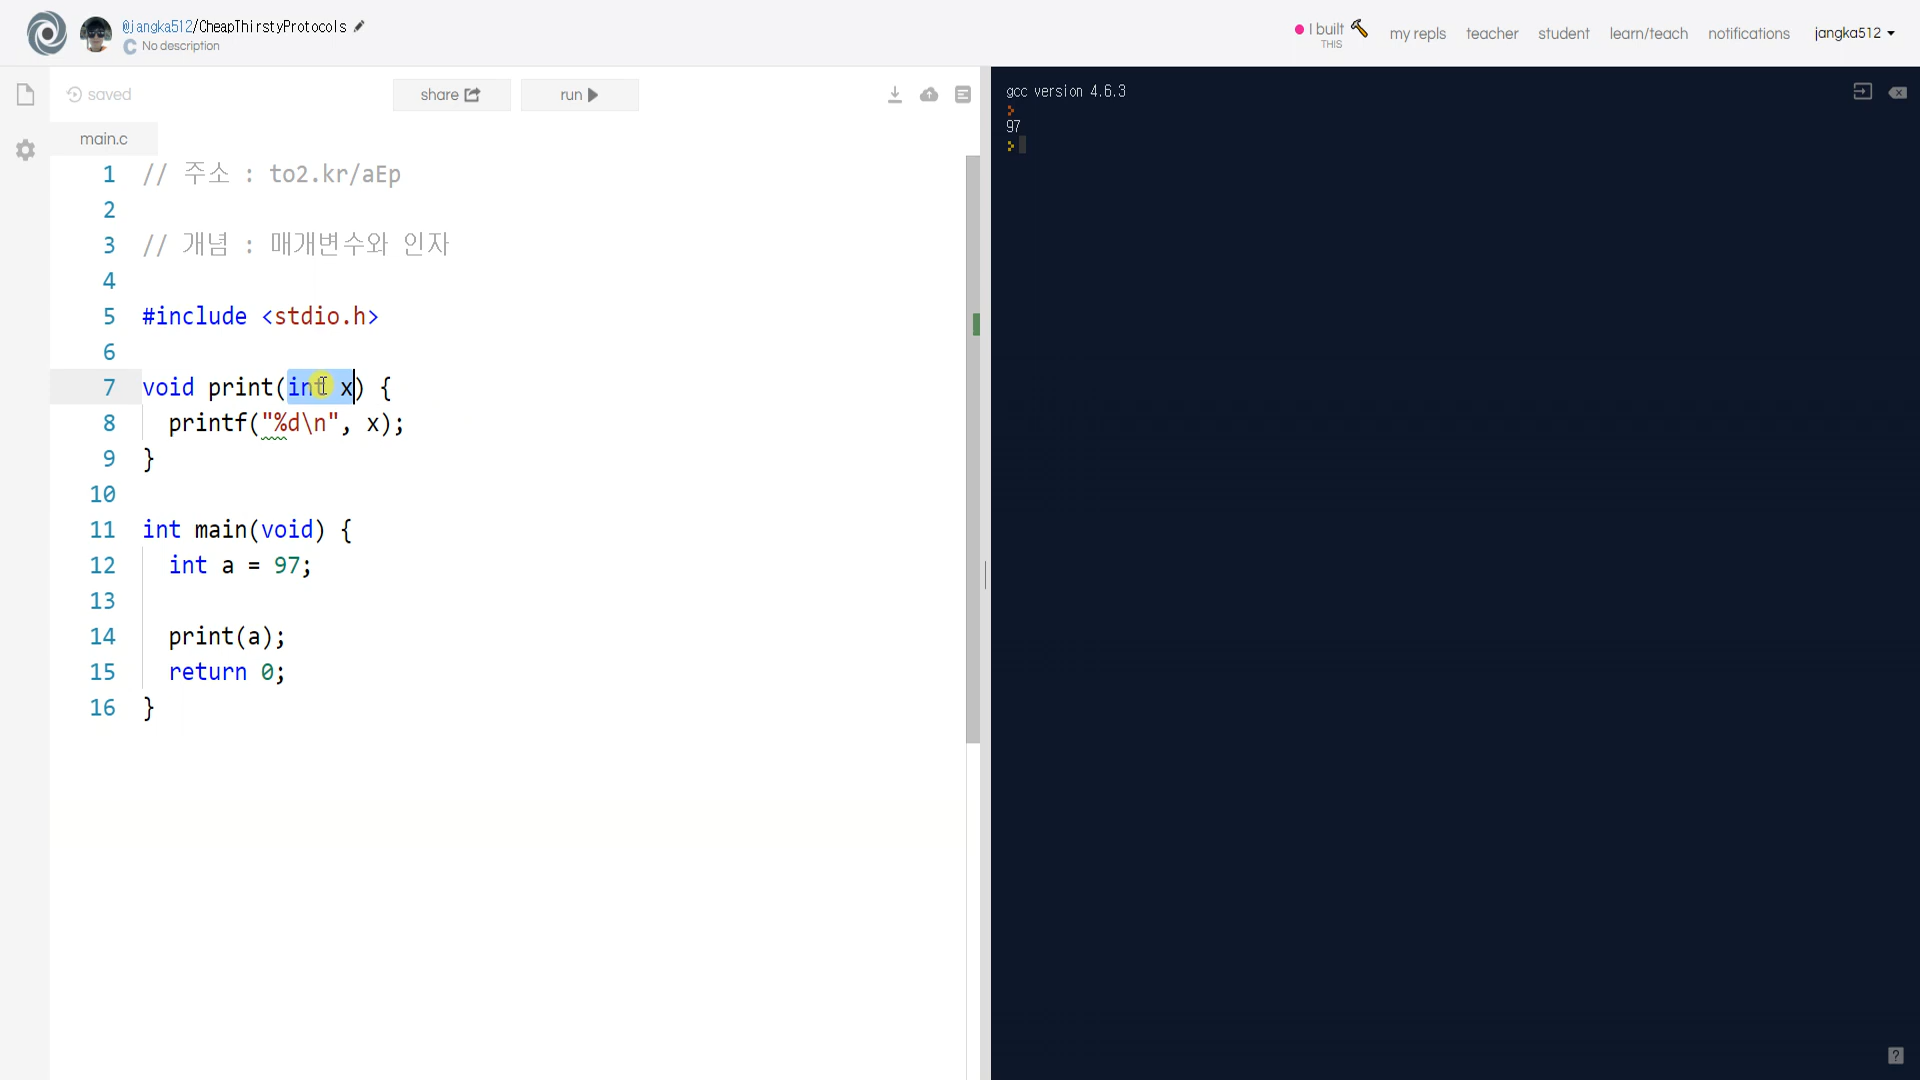 @jangka512/CheapThirstyProtocols
No description
I built
THIS
my repls
teacher
student
learn/teach
notifications
jangka512
saved
share
run
main.c
1 // 주소 : to2.kr/aEp
2
3 // 개념 : 매개변수와 인자
4
5 #include <stdio.h>
6
7 void print(int x) {
8 printf("%d\n", x);
9 }
10
11 int main(void) {
12 int a = 97;
13
14 print(a);
15 return 0;
16 }
gcc version 4.6.3
97
?